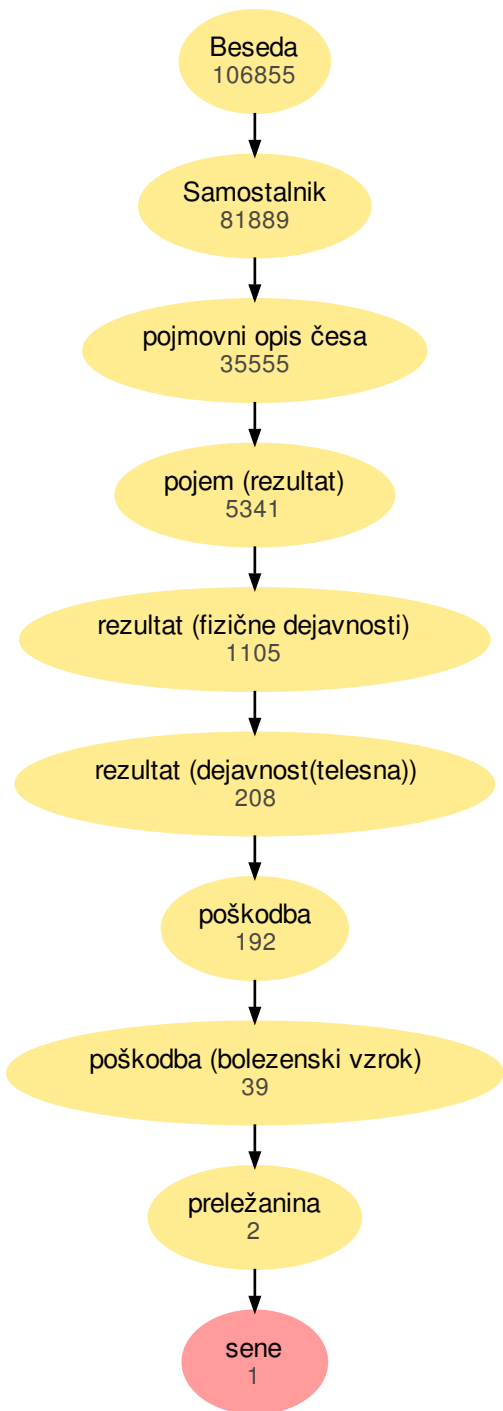 Beseda
106855
Samostalnik
81889
pojmovni opis česa
35555
pojem (rezultat)
5341
rezultat (fizične dejavnosti)
1105
rezultat (dejavnost(telesna))
208
poškodba
192
poškodba (bolezenski vzrok)
39
preležanina
2
sene
1